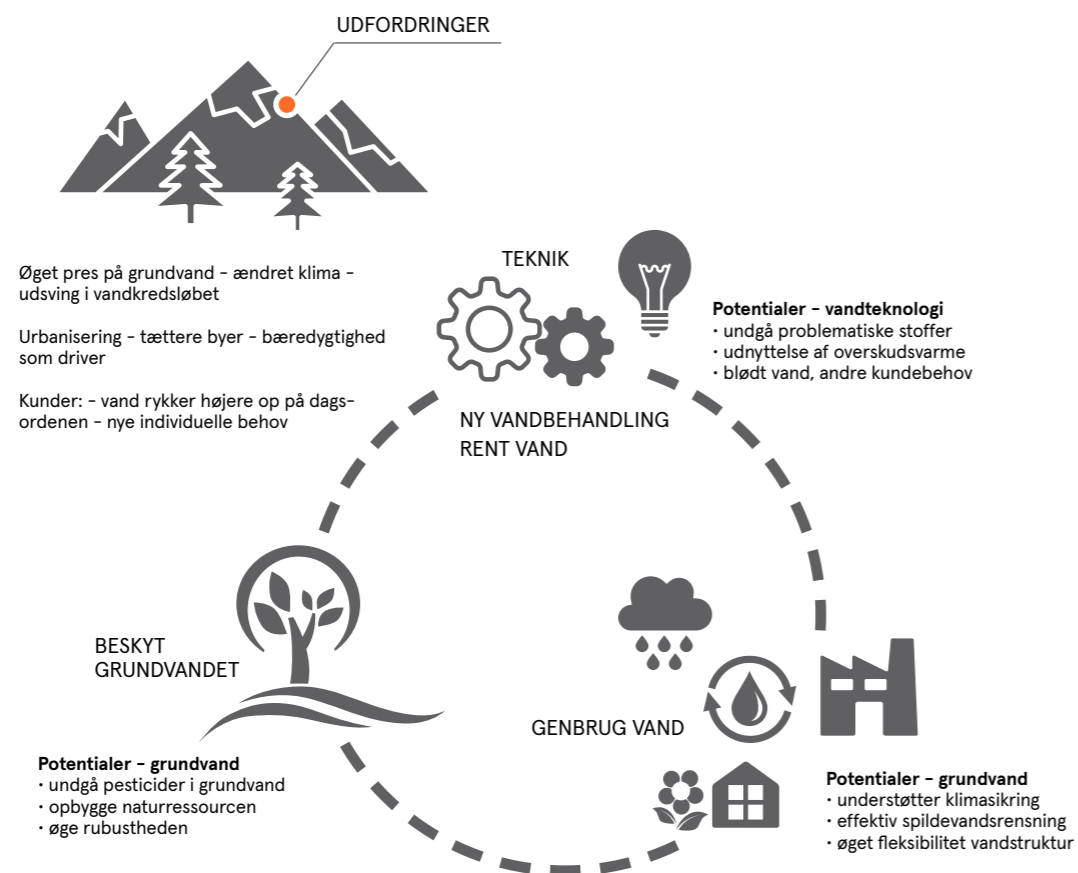 UDFORDRINGER
Øget pres på grundvand – ændret klima –
udsving i vandkredsløbet
Urbanisering – tættere byer – bæredygtighed
som driver
Kunder: – vand rykker højere op på dags-
ordenen – nye individuelle behov
TEKNIK
Potentialer – vandteknologi
· undgå problematiske stoffer
· udnyttelse af overskudsvarme
· blødt vand, andre kundebehov
NY VANDBEHANDLING
RENT VAND
BESKYT
GRUNDVANDET
Potentialer – grundvand
· undgå pesticider i grundvand
· opbygge naturressourcen
· øge rubustheden
GENBRUG VAND
Potentialer – grundvand
· understøtter klimasikring
· effektiv spildevandsrensning
· øget fleksibilitet vandstruktur